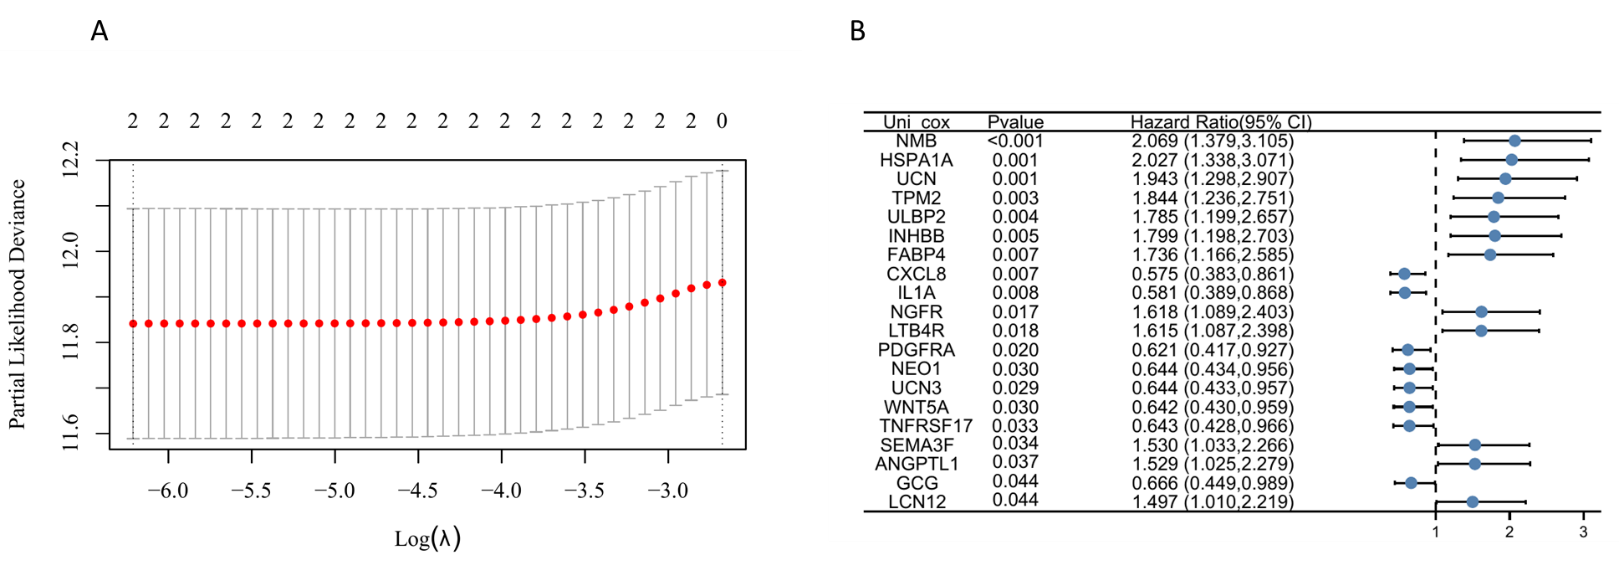 A
2 2 2 2 2 2 2 2 2 2 2 2 2 2 2 2 2 2 2 0
Partial Likelihood Deviance
12.2
12.0
11.8
11.6
−6.0 −5.5 −5.0 −4.5 −4.0 −3.5 −3.0
Log(λ)
B
Uni_cox Pvalue Hazard Ratio(95% CI)
NMB <0.001 2.069 (1.379,3.105)
HSPA1A 0.001 2.027 (1.338,3.071)
UCN 0.001 1.943 (1.298,2.907)
TPM2 0.003 1.844 (1.236,2.751)
ULBP2 0.004 1.785 (1.199,2.657)
INHBB 0.005 1.799 (1.198,2.703)
FABP4 0.007 1.736 (1.166,2.585)
CXCL8 0.007 0.575 (0.383,0.861)
IL1A 0.008 0.581 (0.389,0.868)
NGFR 0.017 1.618 (1.089,2.403)
LTB4R 0.018 1.615 (1.087,2.398)
PDGFRA 0.020 0.621 (0.417,0.927)
NEO1 0.030 0.644 (0.434,0.956)
UCN3 0.029 0.644 (0.433,0.957)
WNT5A 0.030 0.642 (0.430,0.959)
TNFRSF17 0.033 0.643 (0.428,0.966)
SEMA3F 0.034 1.530 (1.033,2.266)
ANGPTL1 0.037 1.529 (1.025,2.279)
GCG 0.044 0.666 (0.449,0.989)
LCN12 0.044 1.497 (1.010,2.219)
1 2 3